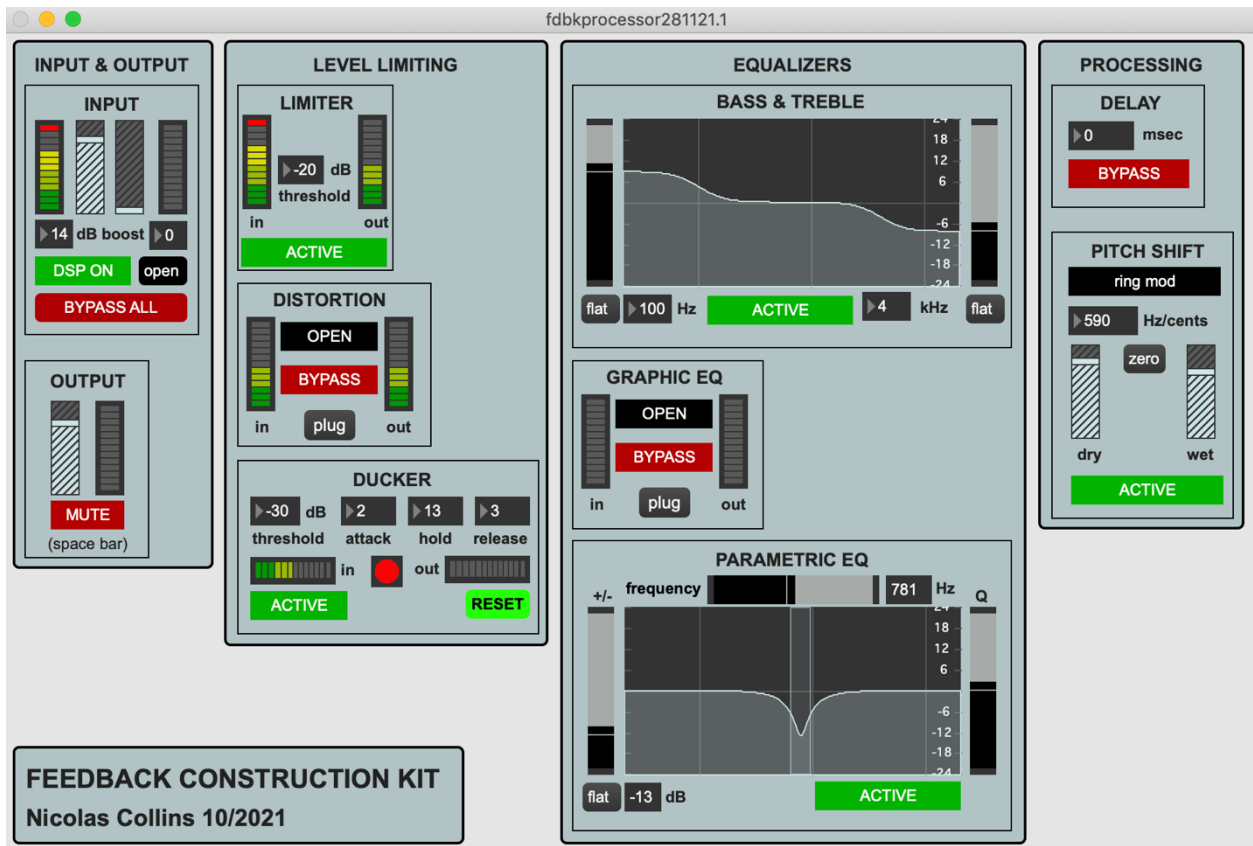 fdbkprocessor281121.1
INPUT & OUTPUT
INPUT
14 dB boost 0
DSP ON open
BYPASS ALL
OUTPUT
MUTE
(space bar)
LEVEL LIMITING
LIMITER
-20 dB
threshold
in out
ACTIVE
DISTORTION
OPEN
BYPASS
in plug out
DUCKER
-30 dB 2 13 3
threshold attack hold release
in out
ACTIVE RESET
EQUALIZERS
BASS & TREBLE
24
18
12
6
-6
-12
-18
-24
flat 100 Hz ACTIVE 4 kHz flat
GRAPHIC EQ
OPEN
BYPASS
in plug out
PARAMETRIC EQ
+/- frequency 781 Hz Q
24
18
12
6
-6
-12
-18
-24
flat -13 dB ACTIVE
PROCESSING
DELAY
0 msec
BYPASS
PITCH SHIFT
ring mod
590 Hz/cents
zero
dry wet
ACTIVE
FEEDBACK CONSTRUCTION KIT
Nicolas Collins 10/2021